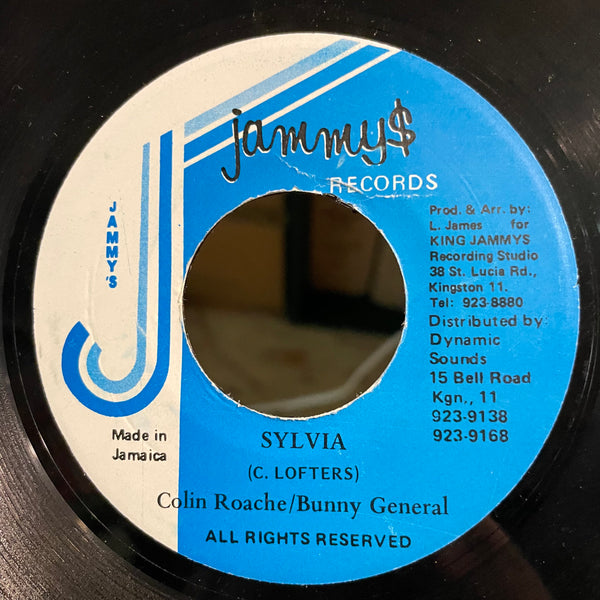 jammy$
RECORDS
JAMMY'S
Prod. & Arr. by:
L. James for
KING JAMMYS
Recording Studio
38 St. Lucia Rd.,
Kingston 11.
Tel: 923-8880
Distributed by:
Dynamic
Sounds
15 Bell Road
Kgn,, 11
923-9138
923-9168
Made in
Jamaica
SYLVIA
(C. LOFTERS)
Colin Roache/Bunny General
ALL RIGHTS RESERVED